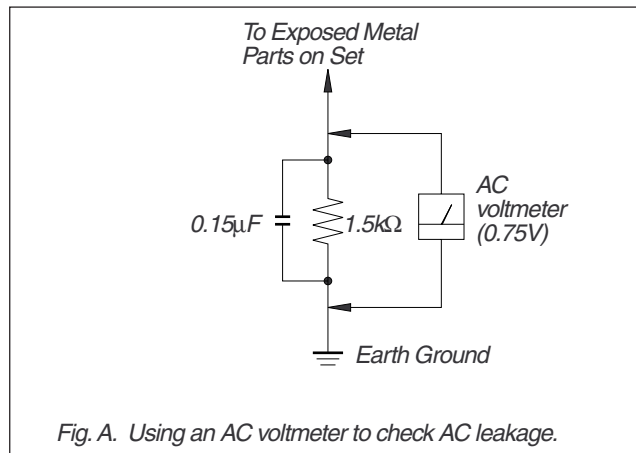 To Exposed Metal
Parts on Set
0.15μF
1.5kΩ
AC
voltmeter
(0.75V)
Earth Ground
Fig. A. Using an AC voltmeter to check AC leakage.